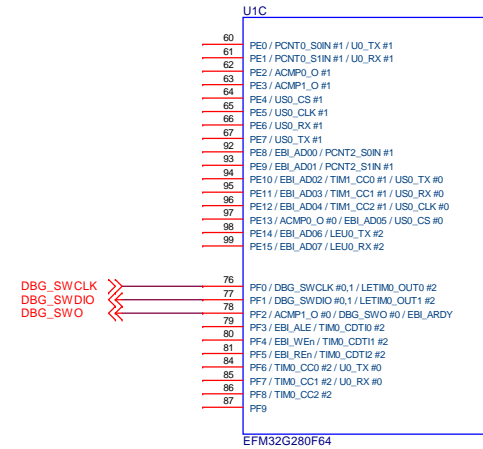 U1C
60 PE0 / PCNT0_S0IN #1 / U0_TX #1
61 PE1 / PCNT0_S1IN #1 / U0_RX #1
62 PE2 / ACMP0_O #1
63 PE3 / ACMP1_O #1
64 PE4 / US0_CS #1
65 PE5 / US0_CLK #1
66 PE6 / US0_RX #1
67 PE7 / US0_TX #1
92 PE8 / EBI_AD00 / PCNT2_S0IN #1
93 PE9 / EBI_AD01 / PCNT2_S1IN #1
94 PE10 / EBI_AD02 / TIM1_CC0 #1 / US0_TX #0
95 PE11 / EBI_AD03 / TIM1_CC1 #1 / US0_RX #0
96 PE12 / EBI_AD04 / TIM1_CC2 #1 / US0_CLK #0
97 PE13 / ACMP0_O #0 / EBI_AD05 / US0_CS #0
98 PE14 / EBI_AD06 / LEU0_TX #2
99 PE15 / EBI_AD07 / LEU0_RX #2
DBG_SWCLK 76 PF0 / DBG_SWCLK #0,1 / LETIM0_OUT0 #2
DBG_SWDIO 77 PF1 / DBG_SWDIO #0,1 / LETIM0_OUT1 #2
DBG_SWO 78 PF2 / ACMP1_O #0 / DBG_SWO #0 / EBI_ARDY
79 PF3 / EBI_ALE / TIM0_CDTI0 #2
80 PF4 / EBI_WEn / TIM0_CDTI1 #2
81 PF5 / EBI_REn / TIM0_CDTI2 #2
84 PF6 / TIM0_CC0 #2 / U0_TX #0
85 PF7 / TIM0_CC1 #2 / U0_RX #0
86 PF8 / TIM0_CC2 #2
87 PF9
EFM32G280F64